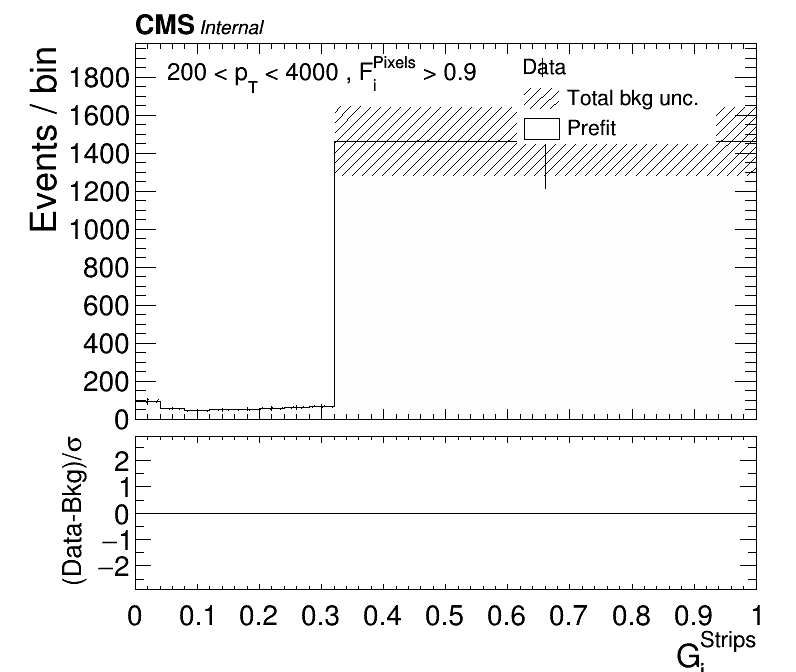 CMS Internal
200 < p_T < 4000 , F_i^Pixels > 0.9
Data
Total bkg unc.
Prefit
Events / bin
1800
1600
1400
1200
1000
800
600
400
200
0
(Data-Bkg)/σ
2
1
0
−1
−2
0 0.1 0.2 0.3 0.4 0.5 0.6 0.7 0.8 0.9 1
G_i^Strips